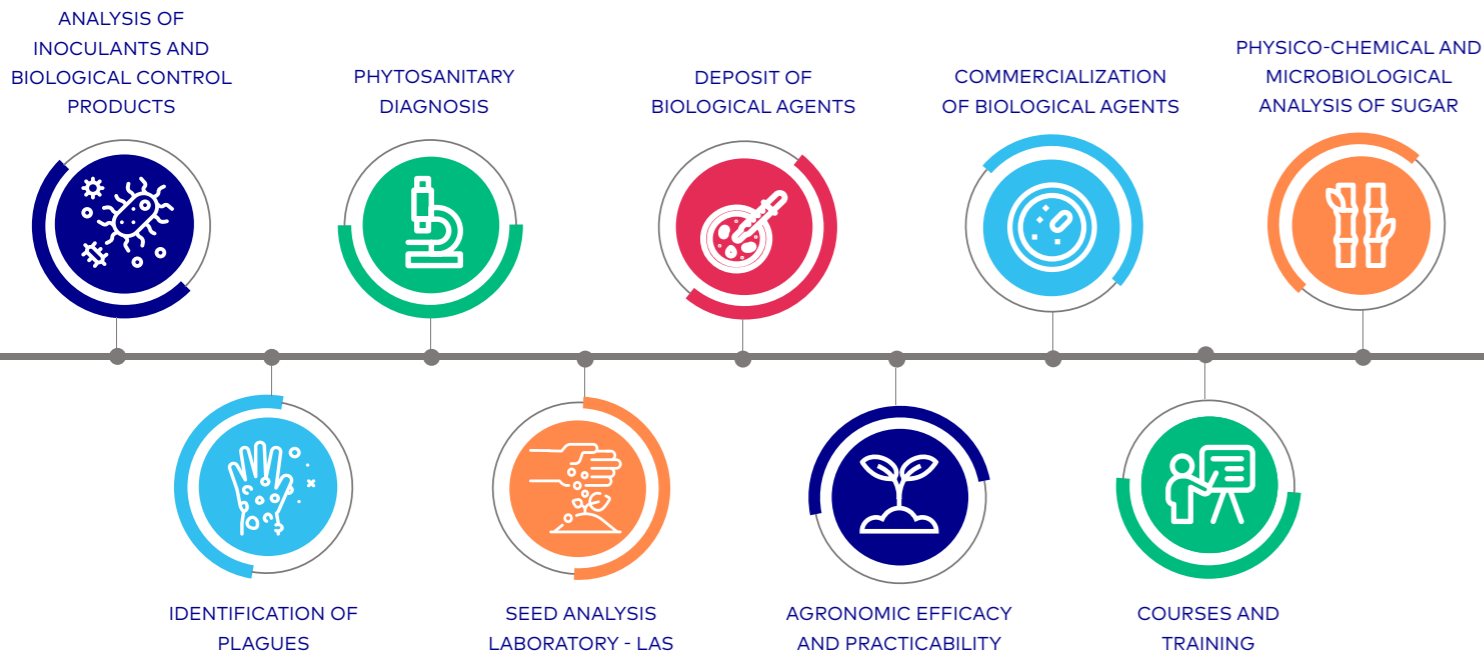 ANALYSIS OF
INOCULANTS AND
BIOLOGICAL CONTROL
PRODUCTS
PHYTOSANITARY
DIAGNOSIS
DEPOSIT OF
BIOLOGICAL AGENTS
COMMERCIALIZATION
OF BIOLOGICAL AGENTS
PHYSICO-CHEMICAL AND
MICROBIOLOGICAL
ANALYSIS OF SUGAR
IDENTIFICATION OF
PLAGUES
SEED ANALYSIS
LABORATORY - LAS
AGRONOMIC EFFICACY
AND PRACTICABILITY
COURSES AND
TRAINING